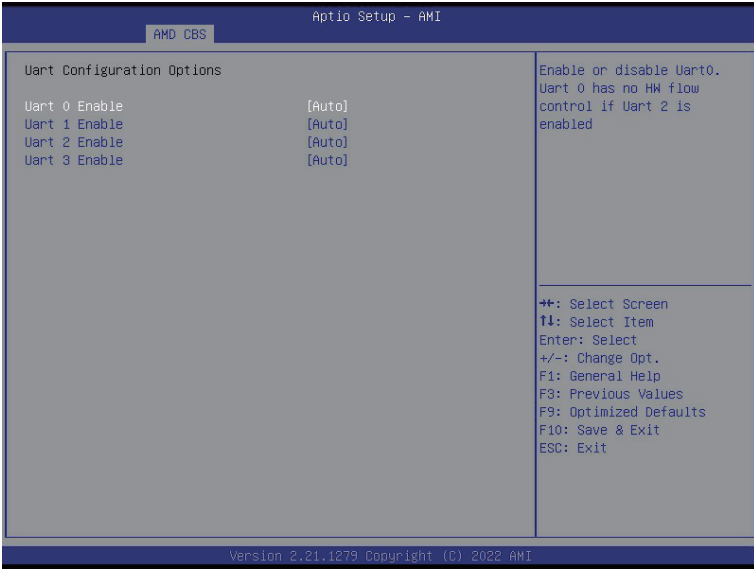 Aptio Setup – AMI
AMD CBS
Uart Configuration Options
Uart 0 Enable [Auto]
Uart 1 Enable [Auto]
Uart 2 Enable [Auto]
Uart 3 Enable [Auto]
Enable or disable Uart0.
Uart 0 has no HW flow
control if Uart 2 is
enabled
→←: Select Screen
↑↓: Select Item
Enter: Select
+/-: Change Opt.
F1: General Help
F3: Previous Values
F9: Optimized Defaults
F10: Save & Exit
ESC: Exit
Version 2.21.1279 Copyright (C) 2022 AMI